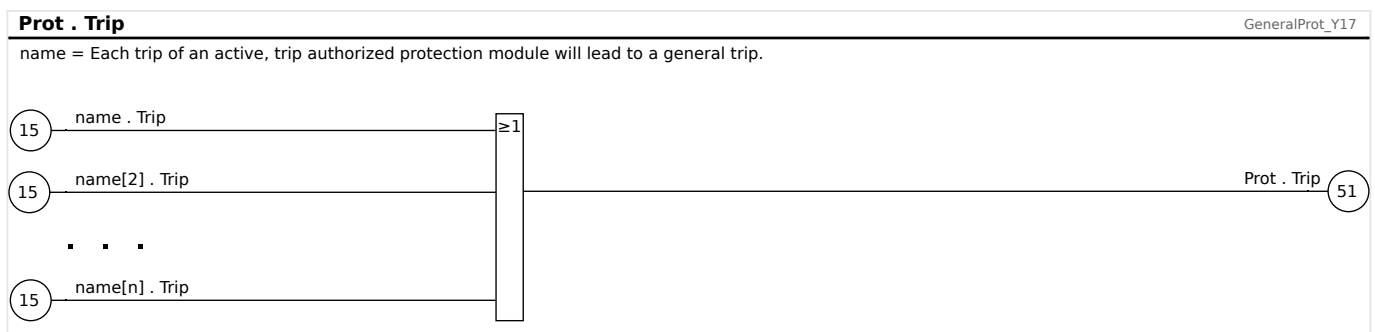 Prot . Trip
GeneralProt_Y17
name = Each trip of an active, trip authorized protection module will lead to a general trip.
15
name . Trip
≥1
15
name[2] . Trip
Prot . Trip
51
15
name[n] . Trip